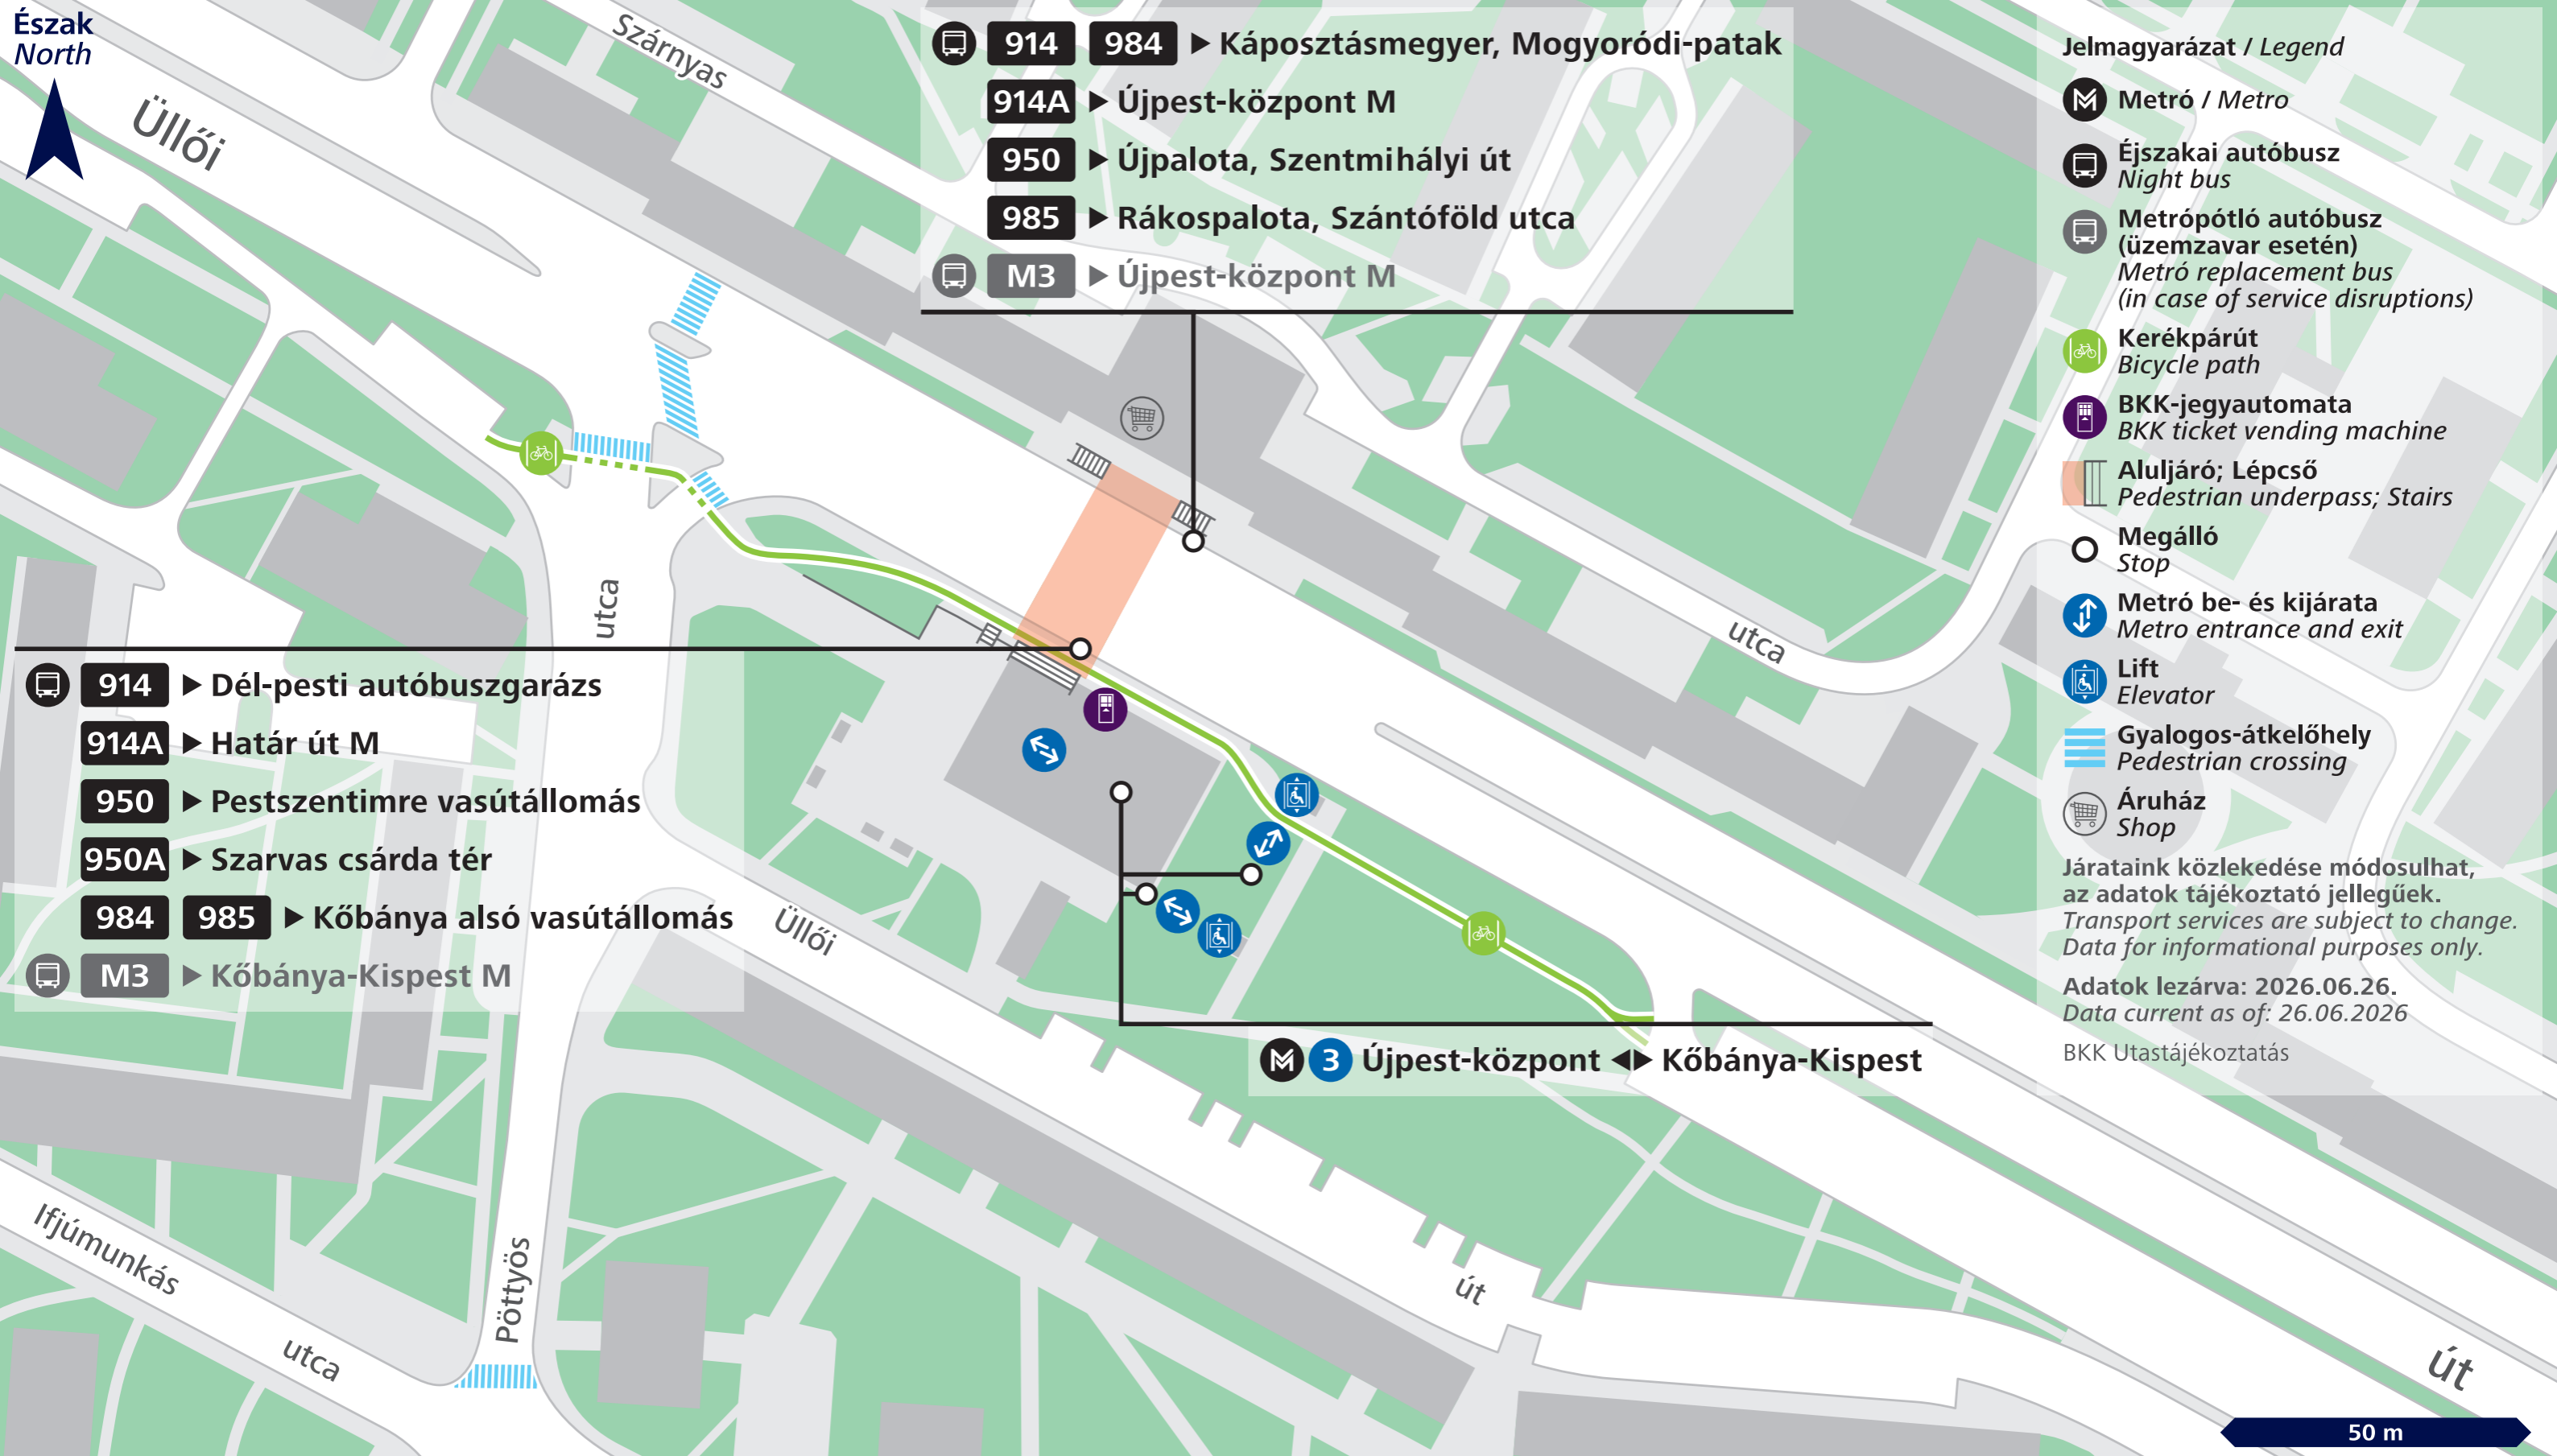 Észak
North
Üllői
Szárnyas
914 984 ▶ Káposztásmegyer, Mogyoródi-patak
914A ▶ Újpest-központ M
950 ▶ Újpalota, Szentmihályi út
985 ▶ Rákospalota, Szántóföld utca
M3 ▶ Újpest-központ M
Jelmagyarázat / Legend
Metró / Metro
Éjszakai autóbusz
Night bus
Metrópótló autóbusz
(üzemzavar esetén)
Metró replacement bus
(in case of service disruptions)
Kerékpárút
Bicycle path
BKK-jegyautomata
BKK ticket vending machine
Aluljáró; Lépcső
Pedestrian underpass; Stairs
Megálló
Stop
Metró be- és kijárata
Metro entrance and exit
Lift
Elevator
Gyalogos-átkelőhely
Pedestrian crossing
Áruház
Shop
Járataink közlekedése módosulhat,
az adatok tájékoztató jellegűek.
Transport services are subject to change.
Data for informational purposes only.
Adatok lezárva: 2026.06.26.
Data current as of: 26.06.2026
BKK Utastájékoztatás
utca
utca
914 ▶ Dél-pesti autóbuszgarázs
914A ▶ Határ út M
950 ▶ Pestszentimre vasútállomás
950A ▶ Szarvas csárda tér
984 985 ▶ Kőbánya alsó vasútállomás
M3 ▶ Kőbánya-Kispest M
Üllői
M 3 Újpest-központ ◀▶ Kőbánya-Kispest
Ifjúmunkás
utca
Pöttyös
út
út
50 m